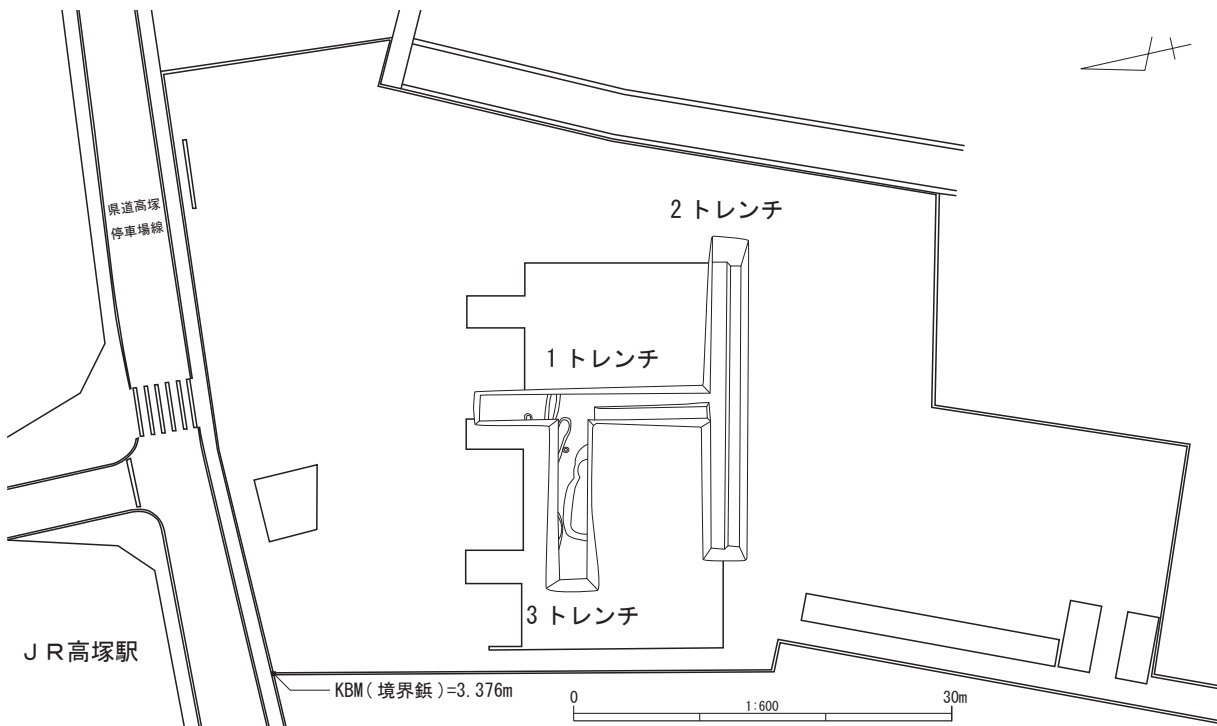 県道高塚
停車場線
2 トレンチ
1 トレンチ
3 トレンチ
JR高塚駅
KBM(境界鋲)=3.376m
0 1:600 30m